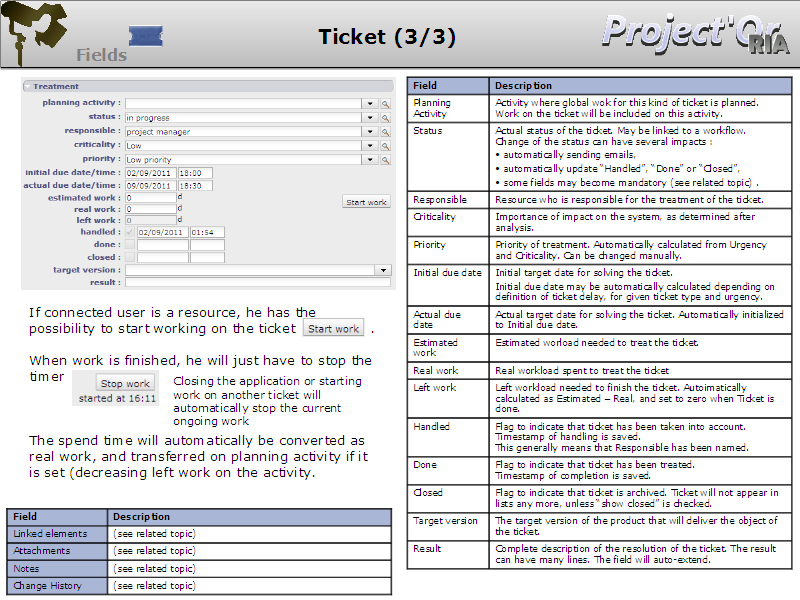 Ticket (3/3)
Fields
Project'Or
RIA
Treatment
planning activity :
status : in progress
responsible : project manager
criticality : Low
priority : Low priority
initial due date/time : 02/09/2011 18:00
actual due date/time : 09/09/2011 18:30
estimated work : 0 d
real work : 0 d
left work : 0 d
Start work
handled : 02/09/2011 01:54
done :
closed :
target version :
result :
If connected user is a resource, he has the
possibility to start working on the ticket Start work .
When work is finished, he will just have to stop the
timer
Stop work
started at 16:11
Closing the application or starting
work on another ticket will
automatically stop the current
ongoing work
The spend time will automatically be converted as
real work, and transferred on planning activity if it
is set (decreasing left work on the activity.
Field Description
Linked elements (see related topic)
Attachments (see related topic)
Notes (see related topic)
Change History (see related topic)
Field Description
Planning Activity where global wok for this kind of ticket is planned.
Activity Work on the ticket will be included on this activity.
Status Actual status of the ticket. May be linked to a workflow.
Change of the status can have several impacts :
• automatically sending emails,
• automatically update “Handled”, “Done” or “Closed”,
• some fields may become mandatory (see related topic) .
Responsible Resource who is responsible for the treatment of the ticket.
Criticality Importance of impact on the system, as determined after
analysis.
Priority Priority of treatment. Automatically calculated from Urgency
and Criticality. Can be changed manually.
Initial due date Initial target date for solving the ticket.
Initial due date may be automatically calculated depending on
definition of ticket delay, for given ticket type and urgency.
Actual due Actual target date for solving the ticket. Automatically initialized
date to Initial due date.
Estimated Estimated worload needed to treat the ticket.
work
Real work Real workload spent to treat the ticket
Left work Left workload needed to finish the ticket. Autoimatically
calculated as Estimated – Real, and set to zero when Ticket is
done.
Handled Flag to indicate that ticket has been taken into account.
Timestamp of handling is saved.
This generally means that Responsible has been named.
Done Flag to indicate that ticket has been treated.
Timestamp of completion is saved.
Closed Flag to indicate that ticket is archived. Ticket will not appear in
lists any more, unless “show closed” is checked.
Target version The target version of the product that will deliver the object of
the ticket.
Result Complete description of the resolution of the ticket. The result
can have many lines. The field will auto-extend.